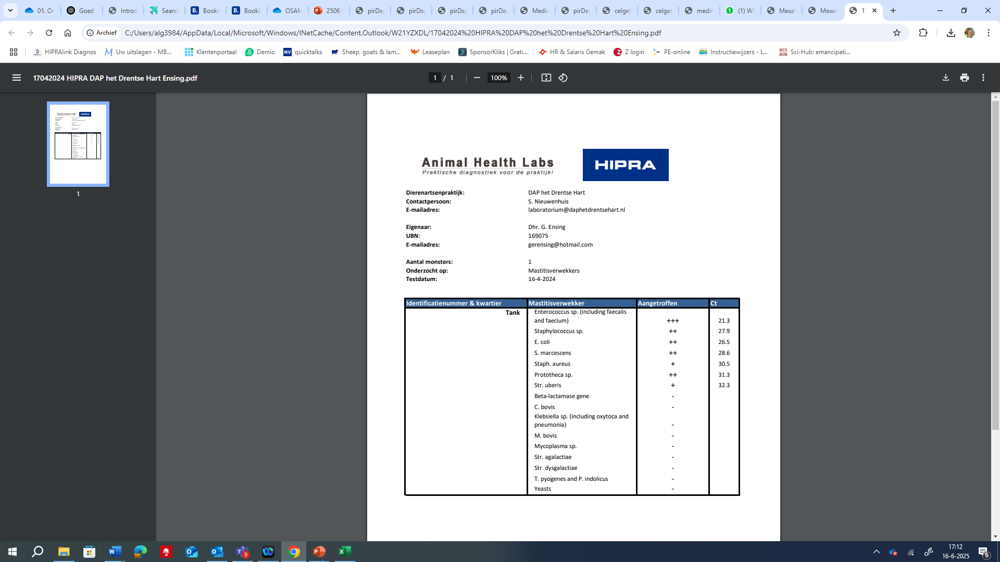 01. On
Goed
Introd
Search
Booki
Booki
OSAM
2506
pirDa
pirDa
pirDa
pirDa
Medir
pirDa
celget
celget
medir
(1) Wh
Mexat
Mexat
Archief
C:/Users/alg3984/AppData/Local/Microsoft/Windows/INetCache/Content.Outlook/W21YZXDL/17042024%20HIPRA%20DAP%20het%20Drentse%20Hart%20Ensing.pdf
HIPRAlink Diagnos
Uw uitslagen - MB...
Klantenportaal
Demio
quicktalks
Sheep, goats & lam...
Leaseplan
SponsorKliks | Grati...
HR & Salaris Gemak
Z login
PE-online
Instructiewijzers - L...
Sci-Hub: emancipati...
17042024 HIPRA DAP het Drentse Hart Ensing.pdf
1 / 1
100%
1
Animal Health Labs
Praktische diagnostiek voor de praktijk!
HIPRA
Dierenartsenpraktijk: DAP het Drentse Hart
Contactpersoon: S. Nieuwenhuis
E-mailadres: laboratorium@daphetdrentsehart.nl
Eigenaar: Dhr. G. Ensing
UBN: 169075
E-mailadres: gerensing@hotmail.com
Aantal monsters: 1
Onderzocht op: Mastitisverwekkers
Testdatum: 16-4-2024
Identificatienummer & kwartier Mastitisverwekker Aangetroffen Ct
Tank Enterococcus sp. (including faecalis
and faecium) +++ 21.3
Staphylococcus sp. ++ 27.9
E. coli ++ 26.5
S. marcescens ++ 28.6
Staph. aureus + 30.5
Prototheca sp. ++ 31.3
Str. uberis + 32.3
Beta-lactamase gene -
C. bovis -
Klebsiella sp. (including oxytoca and
pneumonia) -
M. bovis -
Mycoplasma sp. -
Str. agalactiae -
Str. dysgalactiae -
T. pyogenes and P. indolicus -
Yeasts -
17:12
16-6-2025